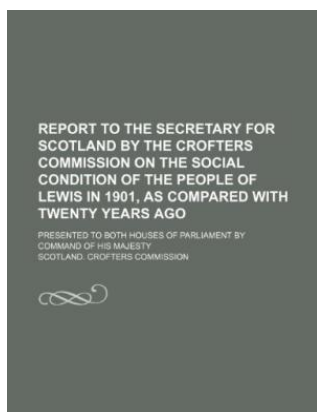 REPORT TO THE SECRETARY FOR
SCOTLAND BY THE CROFTERS
COMMISSION ON THE SOCIAL
CONDITION OF THE PEOPLE OF
LEWIS IN 1901, AS COMPARED WITH
TWENTY YEARS AGO
PRESENTED TO BOTH HOUSES OF PARLIAMENT BY
COMMAND OF HIS MAJESTY
SCOTLAND. CROFTERS COMMISSION